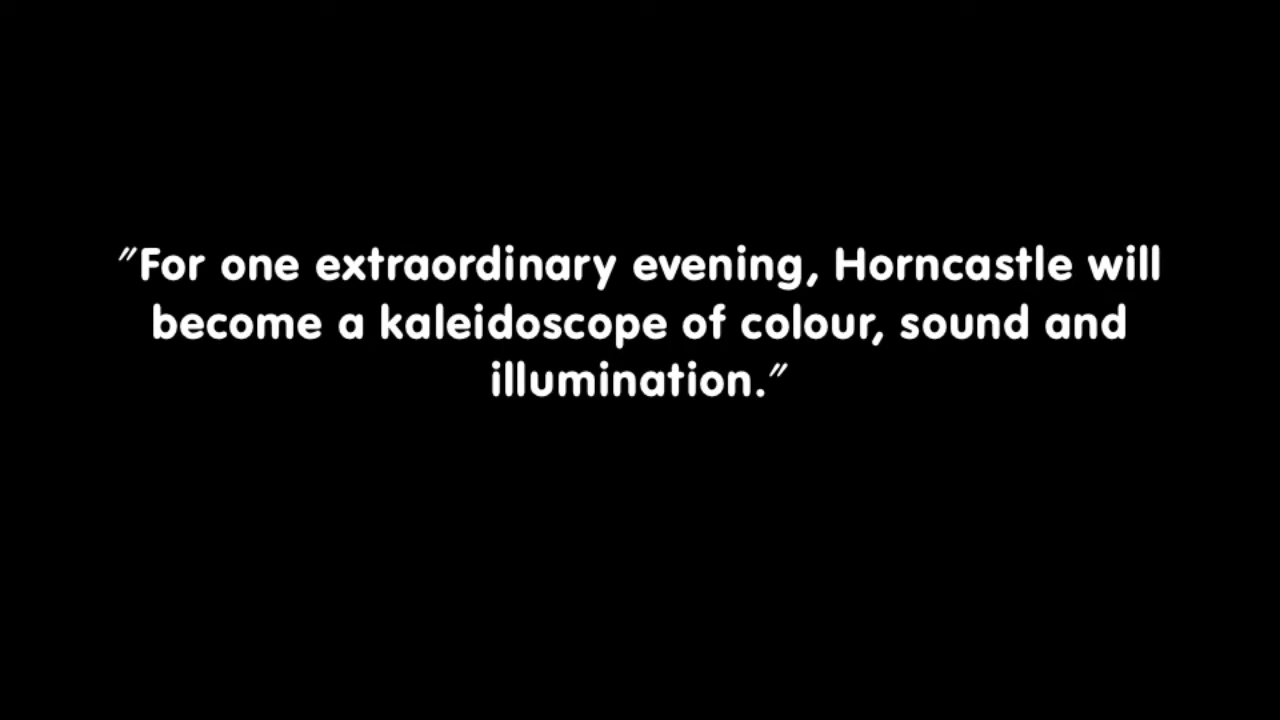 "For one extraordinary evening, Horncastle will
become a kaleidoscope of colour, sound and
illumination."